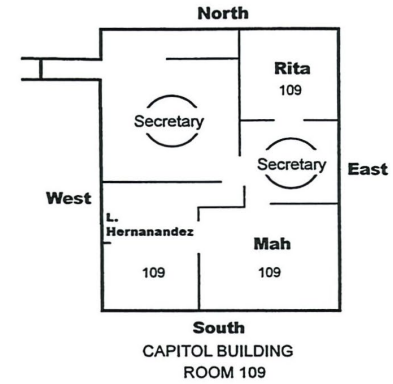 North
Rita
109
Secretary
Secretary
East
West
L.
Hernanandez
Mah
109
109
South
CAPITOL BUILDING
ROOM 109